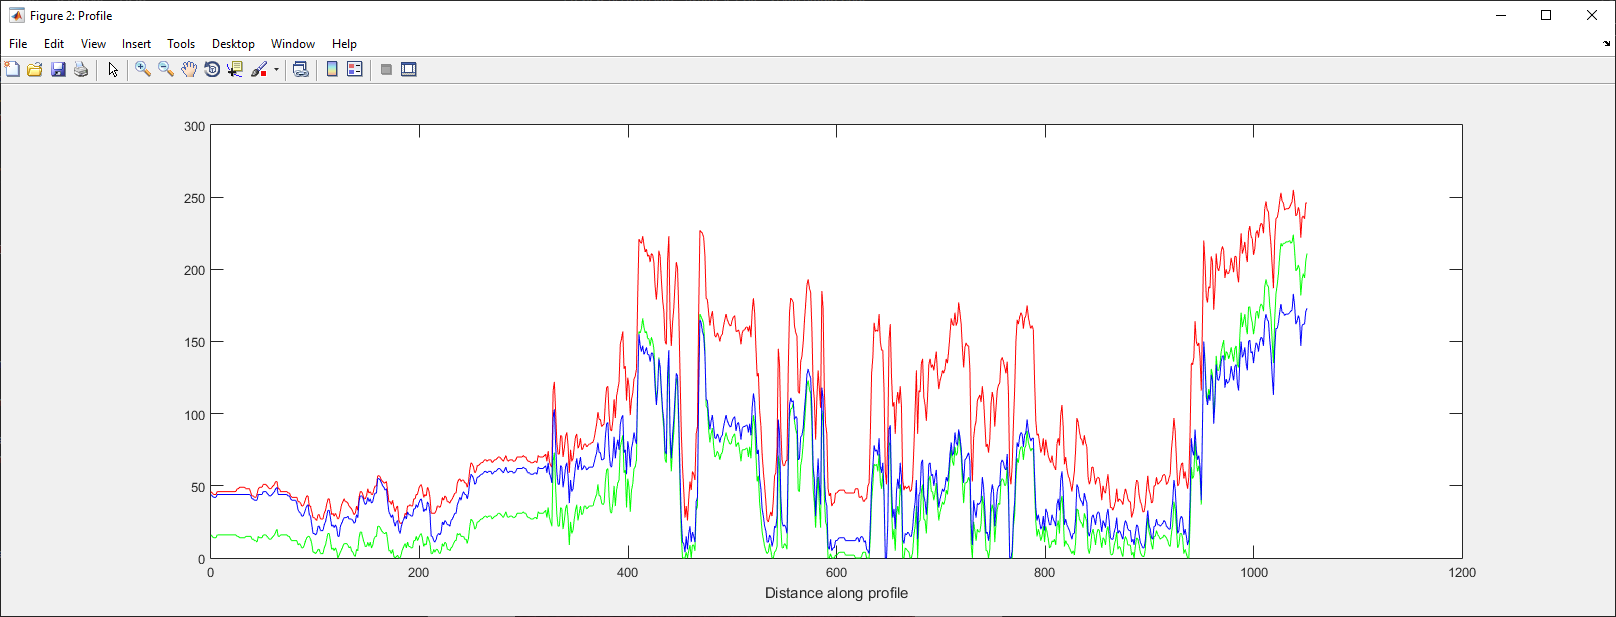 Figure 2: Profile
File Edit View Insert Tools Desktop Window Help
300
250
200
150
100
50
0
0 200 400 600 800 1000 1200
Distance along profile